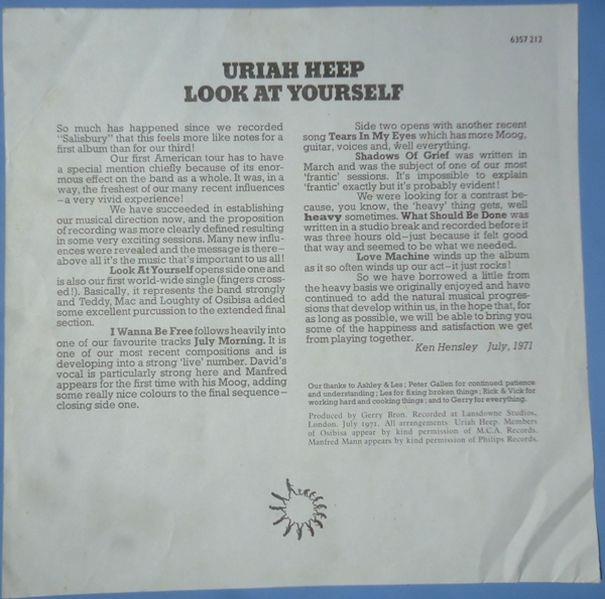 6357 212
URIAH HEEP
LOOK AT YOURSELF
So much has happened since we recorded
"Salisbury" that this feels more like notes for a
first album than for our third!
Our first American tour has to have
a special mention chiefly because of its enor-
mous effect on the band as a whole. It was, in a
way, the freshest of our many recent influences
–a very vivid experience!
We have succeeded in establishing
our musical direction now, and the proposition
of recording was more clearly defined resulting
in some very exciting sessions. Many new influ-
ences were revealed and the message is there–
above all it's the music that's important to us all!
Look At Yourself opens side one and
is also our first world-wide single (fingers cross-
ed!). Basically, it represents the band strongly
and Teddy, Mac and Loughty of Osibisa added
some excellent purcussion to the extended final
section.
I Wanna Be Free follows heavily into
one of our favourite tracks July Morning. It is
one of our most recent compositions and is
developing into a strong 'live' number. David's
vocal is particularly strong here and Manfred
appears for the first time with his Moog, adding
some really nice colours to the final sequence–
closing side one.
Side two opens with another recent
song Tears In My Eyes which has more Moog,
guitar, voices and, well everything.
Shadows Of Grief was written in
March and was the subject of one of our most
'frantic' sessions. It's impossible to explain
'frantic' exactly but it's probably evident!
We were looking for a contrast be-
cause, you know, the 'heavy' thing gets, well
heavy sometimes. What Should Be Done was
written in a studio break and recorded before it
was three hours old–just because it felt good
that way and seemed to be what we needed.
Love Machine winds up the album
as it so often winds up our act–it just rocks!
So we have borrowed a little from
the heavy basis we originally enjoyed and have
continued to add the natural musical progres-
sions that develop within us, in the hope that, for
as long as possible, we will be able to bring you
some of the happiness and satisfaction we get
from playing together.
Ken Hensley July, 1971
Our thanks to Ashley & Les; Peter Gallen for continued patience
and understanding; Les for fixing broken things; Rick & Vick for
working hard and cooking things; and to Gerry for everything.
Produced by Gerry Bron. Recorded at Lansdowne Studios,
London. July 1971. All arrangements Uriah Heep. Members
of Osibisa appear by kind permission of M.C.A. Records.
Manfred Mann appears by kind permission of Philips Records.